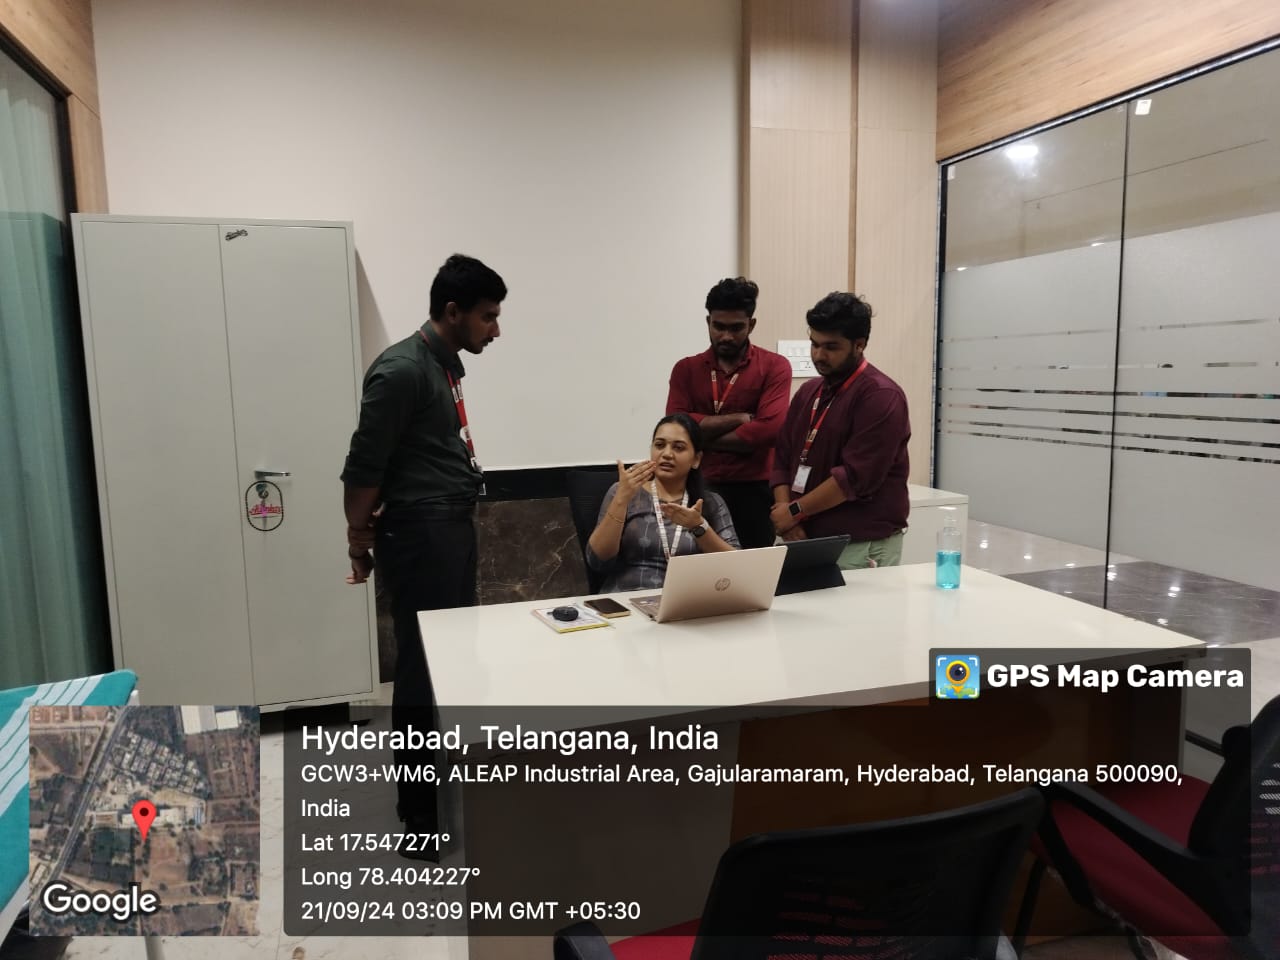 GPS Map Camera
Hyderabad, Telangana, India
GCW3+WM6, ALEAP Industrial Area, Gajularamaram, Hyderabad, Telangana 500090,
India
Lat 17.547271°
Long 78.404227°
21/09/24 03:09 PM GMT +05:30
Google
hp